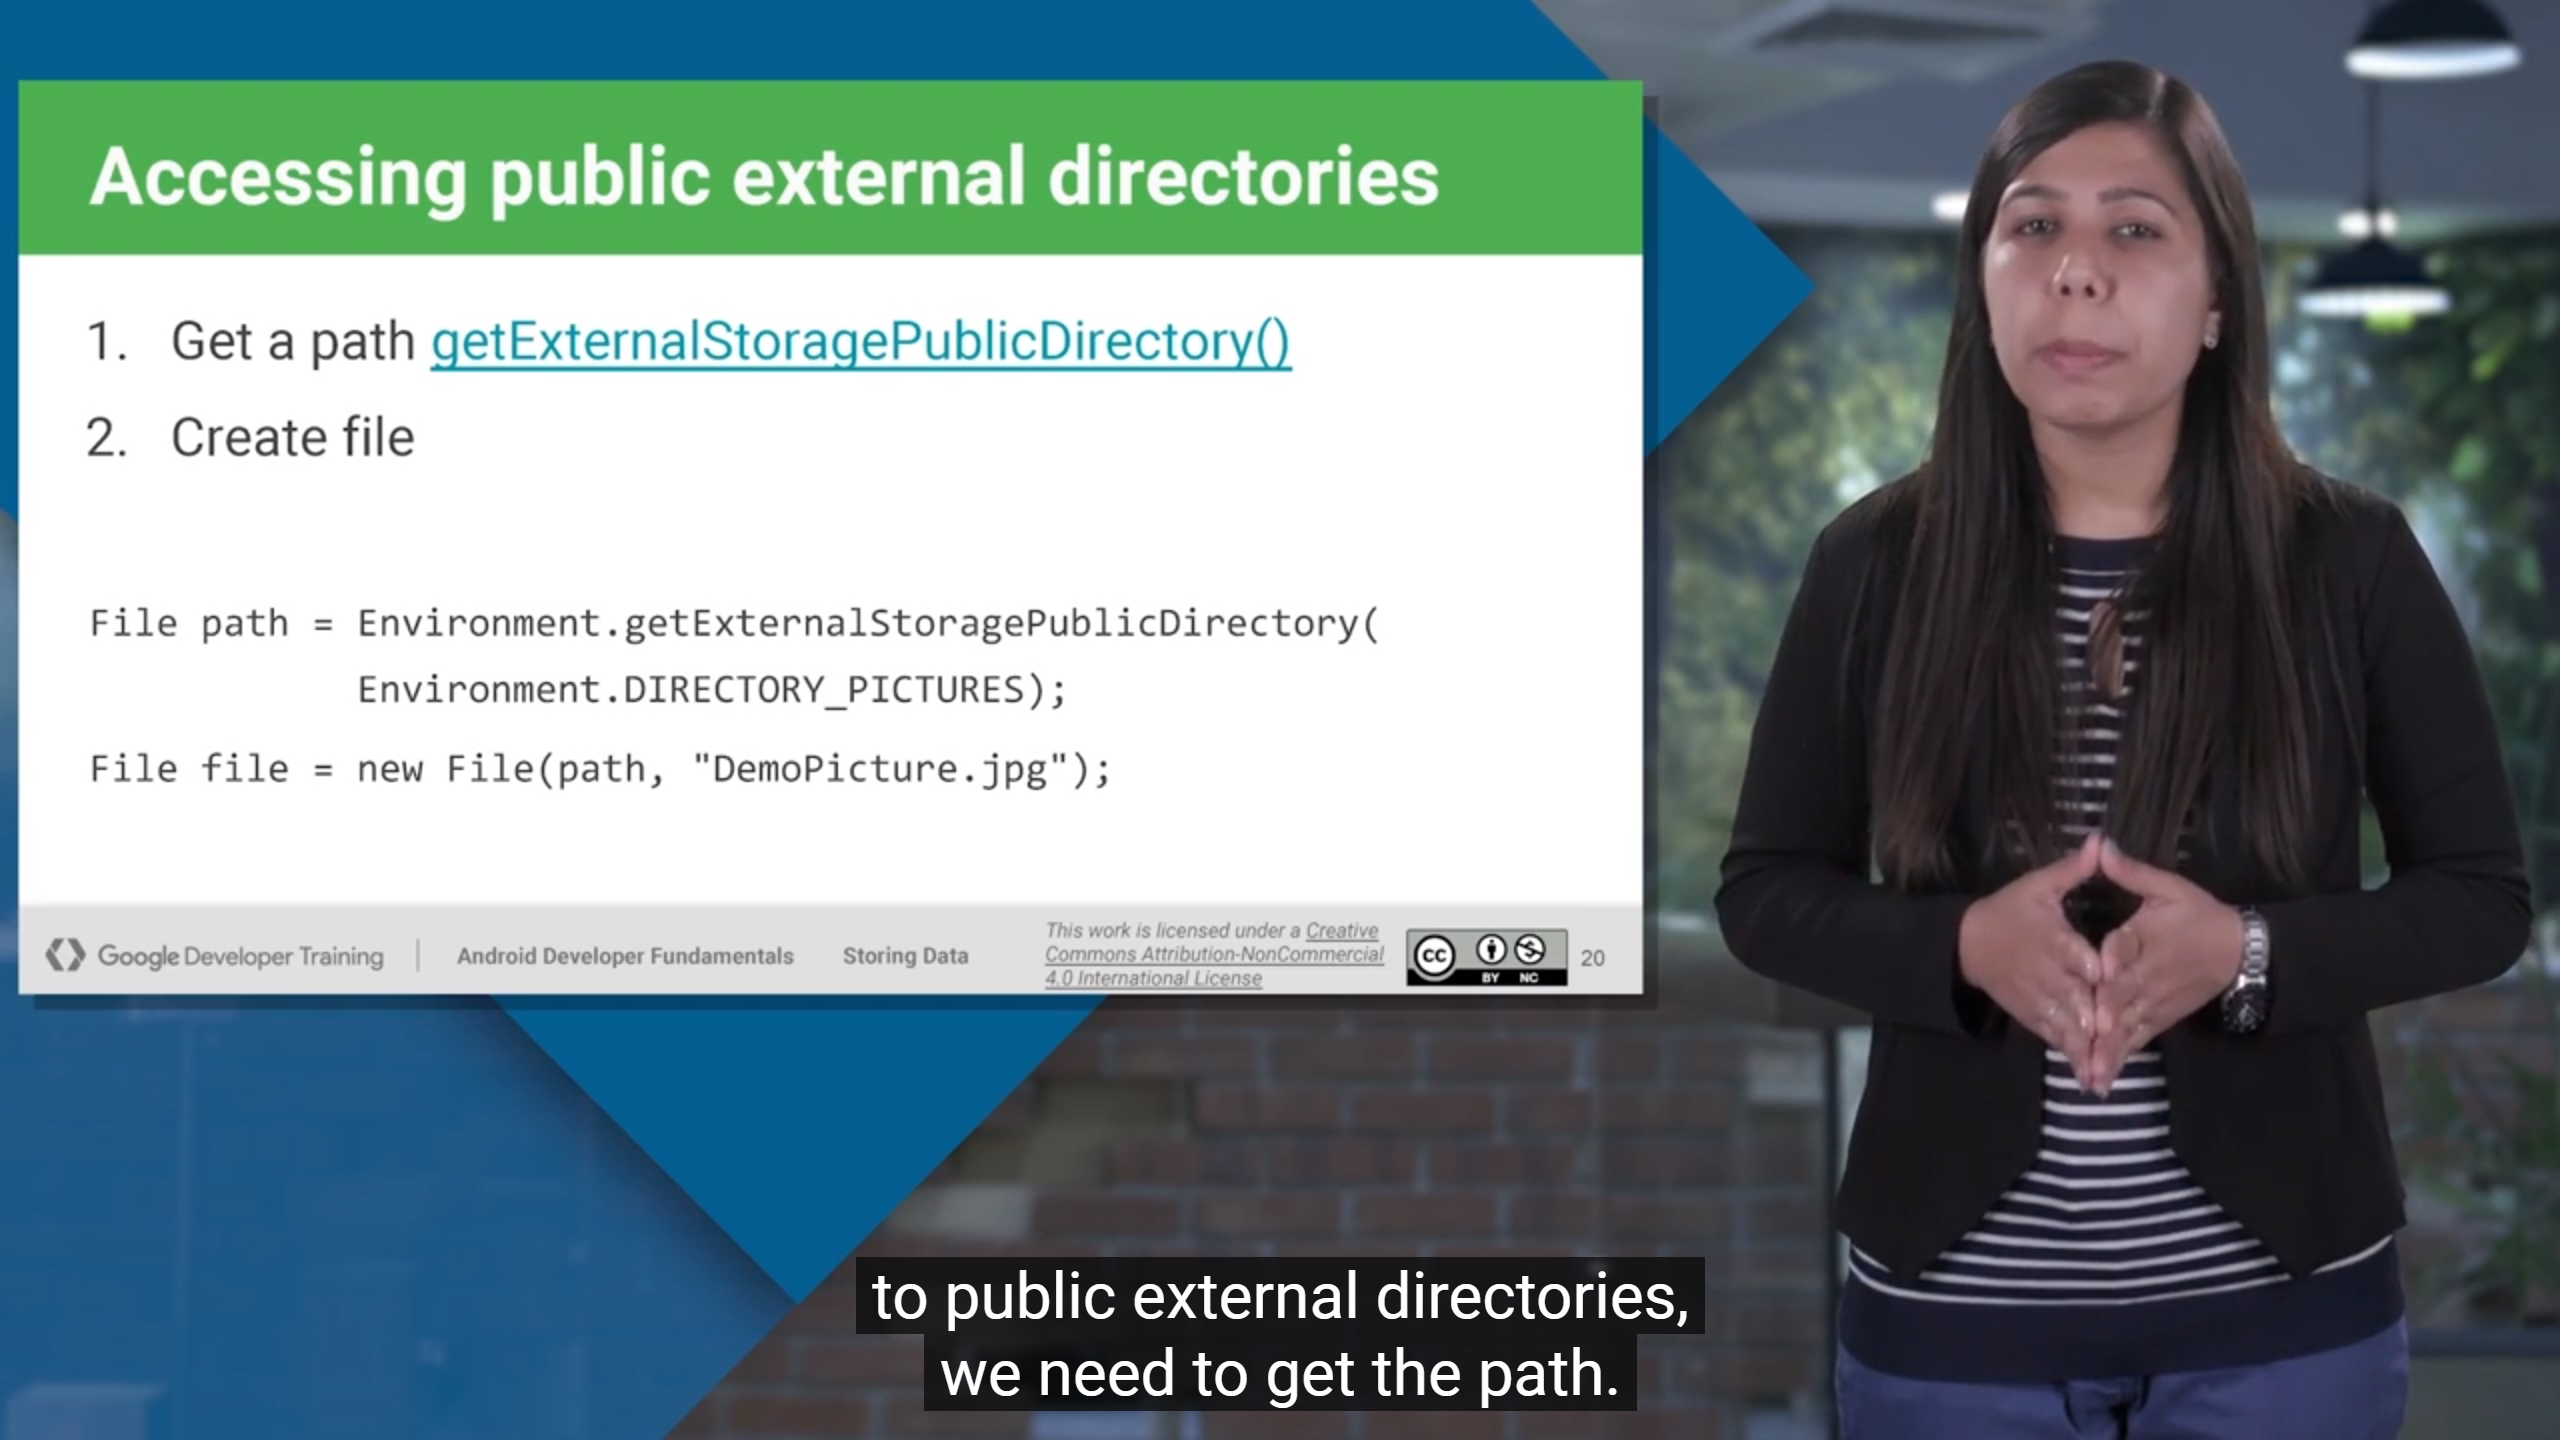 Accessing public external directories
1. Get a path getExternalStoragePublicDirectory()
2. Create file
File path = Environment.getExternalStoragePublicDirectory(
Environment.DIRECTORY_PICTURES);
File file = new File(path, "DemoPicture.jpg");
Google Developer Training
Android Developer Fundamentals
Storing Data
This work is licensed under a Creative
Commons Attribution-NonCommercial
4.0 International License
cc
BY NC
20
to public external directories,
we need to get the path.